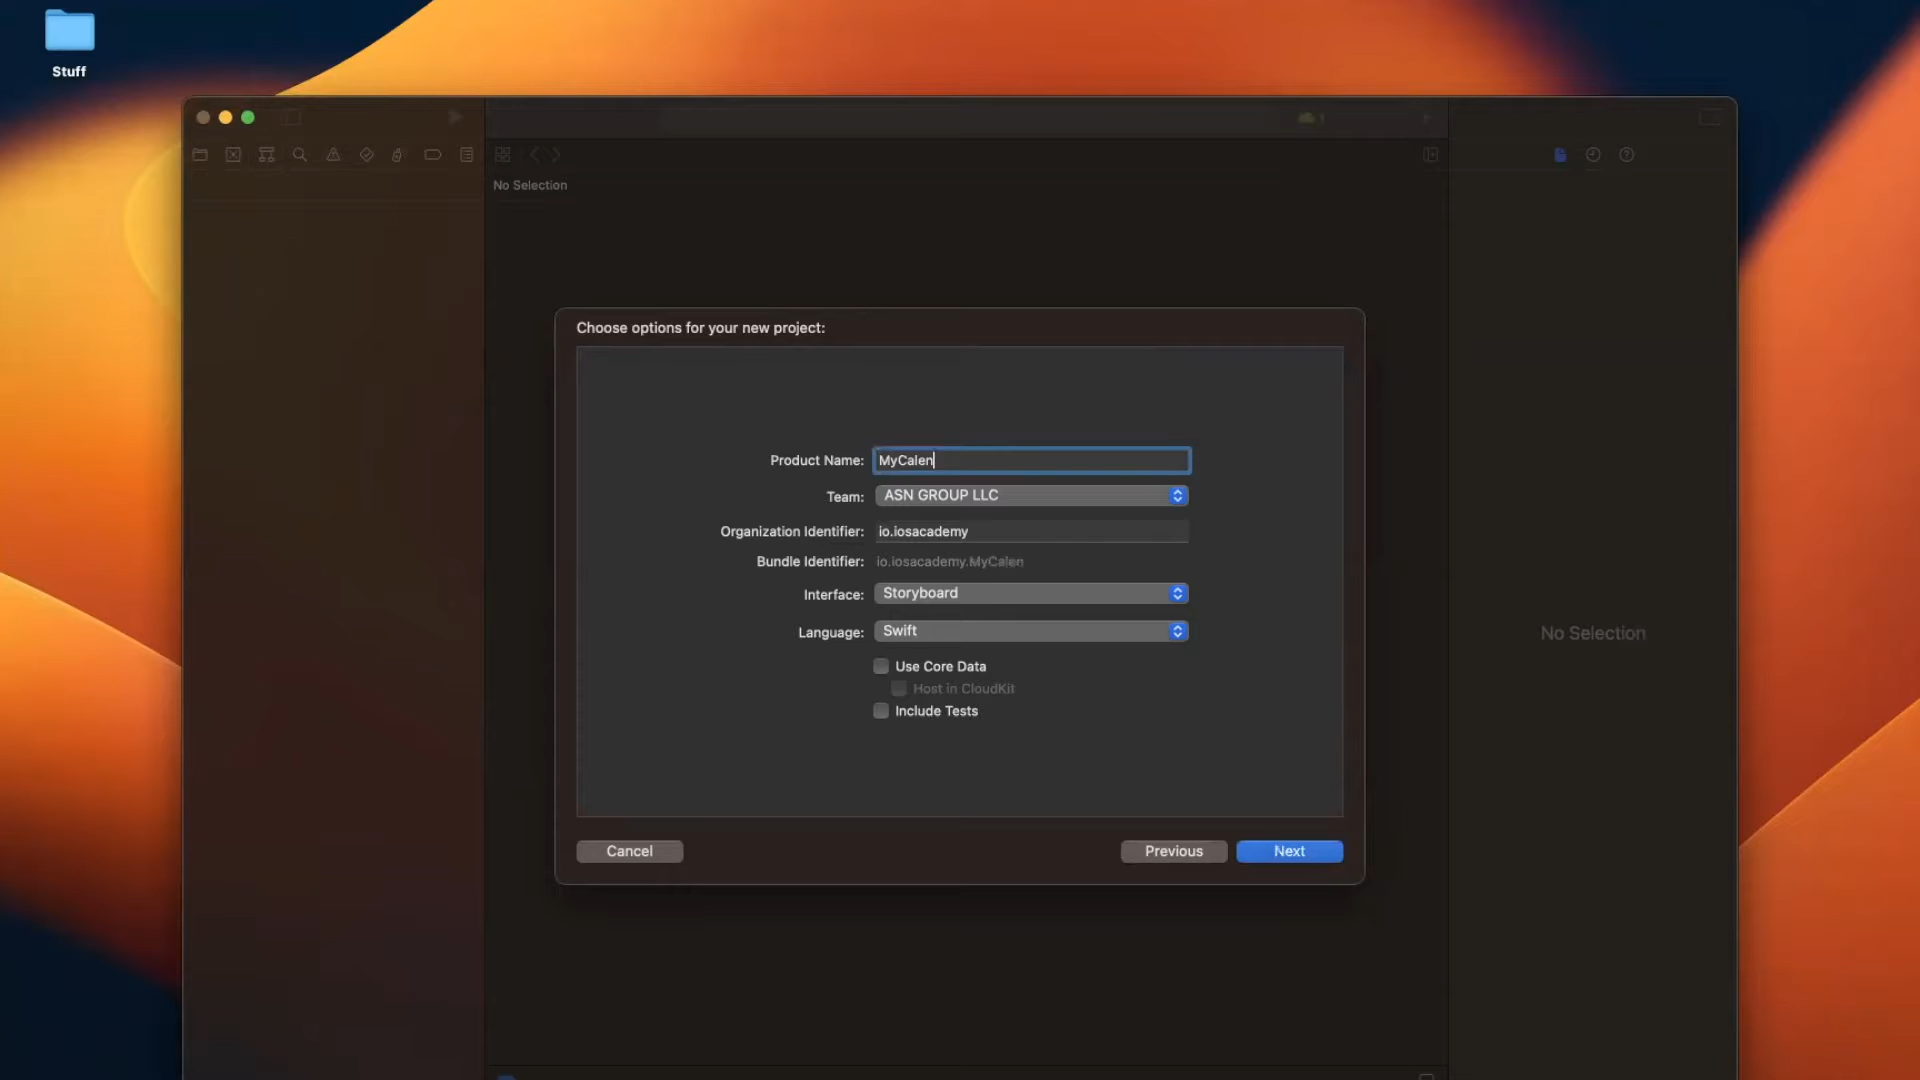 Stuff
No Selection
Choose options for your new project:
Product Name: MyCalen
Team: ASN GROUP LLC
Organization Identifier: io.iosacademy
Bundle Identifier: io.iosacademy.MyCalen
Interface: Storyboard
Language: Swift
Use Core Data
Host in CloudKit
Include Tests
No Selection
Cancel
Previous
Next